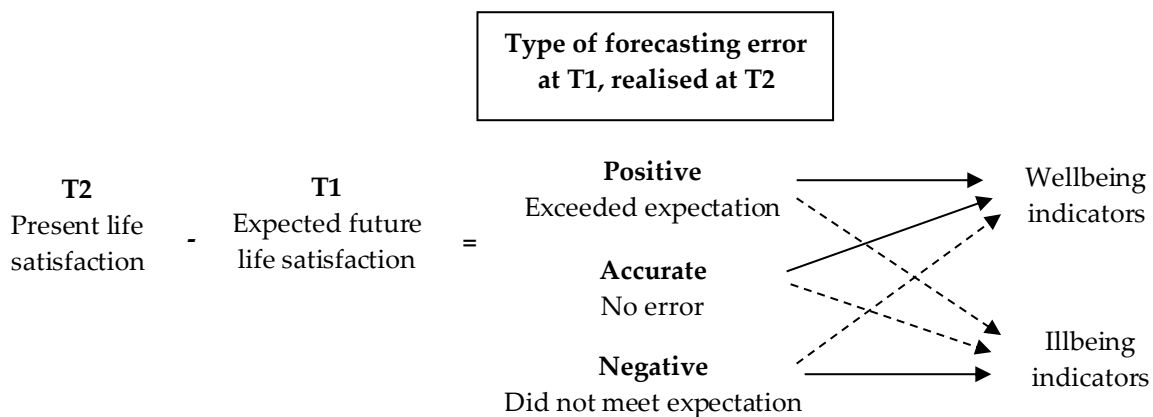 Type of forecasting error
at T1, realised at T2
T2
Present life
satisfaction
-
T1
Expected future
life satisfaction
=
Positive
Exceeded expectation
Accurate
No error
Negative
Did not meet expectation
Wellbeing
indicators
Illbeing
indicators